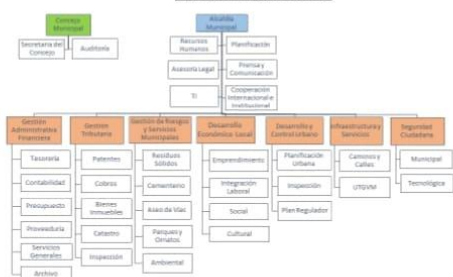 Concejo
Municipal
Alcaldía
Municipal
Secretaria del
Concejo
Auditoría
Recursos
Humanos
Planificación
Asesoría Legal
Prensa y
Comunicación
TI
Cooperación
Internacional e
Institucional
Gestión
Administrativa
Financiera
Gestión
Tributaria
Gestión de Riesgos
y Servicios
Municipales
Desarrollo
Económico Local
Desarrollo y
Control Urbano
Infraestructura y
Servicios
Seguridad
Ciudadana
Tesorería
Contabilidad
Presupuesto
Proveeduría
Servicios
Generales
Archivo
Patentes
Cobros
Bienes
Inmuebles
Catastro
Inspección
Residuos
Sólidos
Cementerio
Aseo de Vías
Parques y
Ornatos
Ambiental
Emprendimiento
Integración
Laboral
Social
Cultural
Planificación
Urbana
Inspección
Plan Regulador
Caminos y
Calles
UTGVM
Municipal
Tecnológica